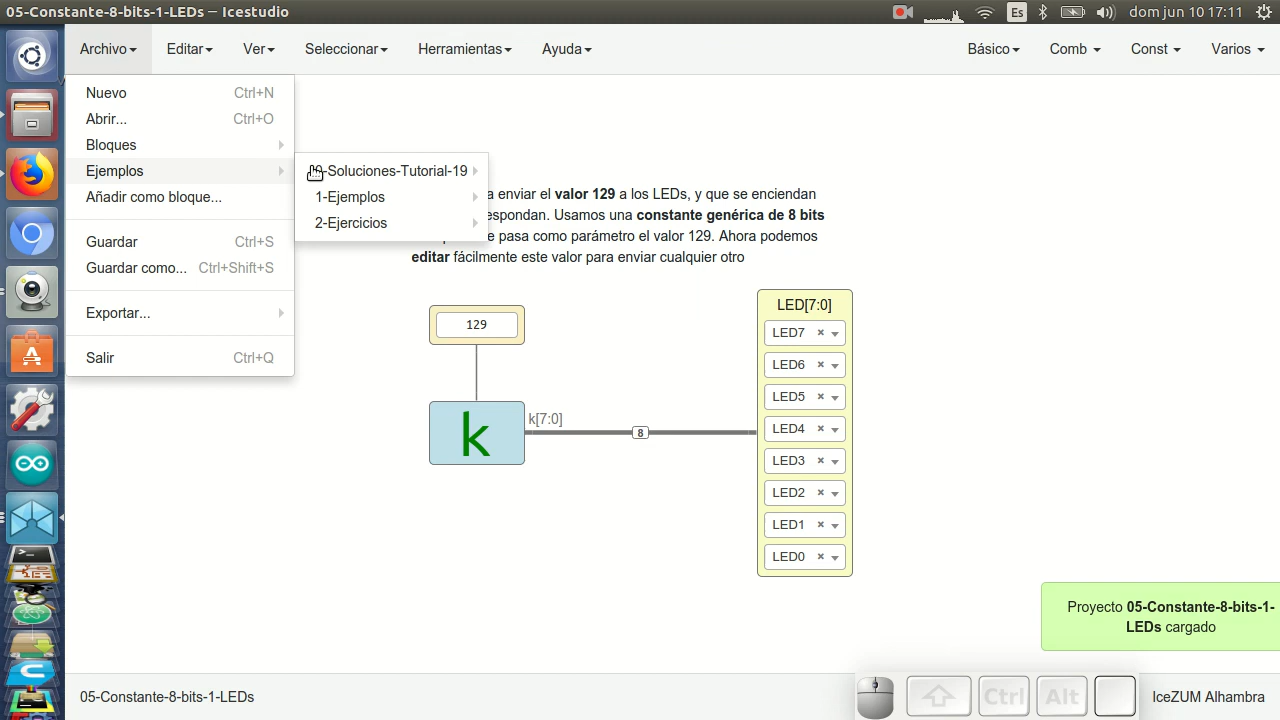 05-Constante-8-bits-1-LEDs – Icestudio
Es
dom jun 10 17:11
Archivo
Editar
Ver
Seleccionar
Herramientas
Ayuda
Básico
Comb
Const
Varios
Nuevo Ctrl+N
Abrir... Ctrl+O
Bloques
Ejemplos
Añadir como bloque...
Guardar Ctrl+S
Guardar como... Ctrl+Shift+S
Exportar...
Salir Ctrl+Q
-Soluciones-Tutorial-19
1-Ejemplos
2-Ejercicios
a enviar el valor 129 a los LEDs, y que se enciendan
espondan. Usamos una constante genérica de 8 bits
e pasa como parámetro el valor 129. Ahora podemos
editar fácilmente este valor para enviar cualquier otro
129
k
k[7:0]
8
LED[7:0]
LED7
LED6
LED5
LED4
LED3
LED2
LED1
LED0
Proyecto 05-Constante-8-bits-1-
LEDs cargado
05-Constante-8-bits-1-LEDs
Ctrl
Alt
IceZUM Alhambra